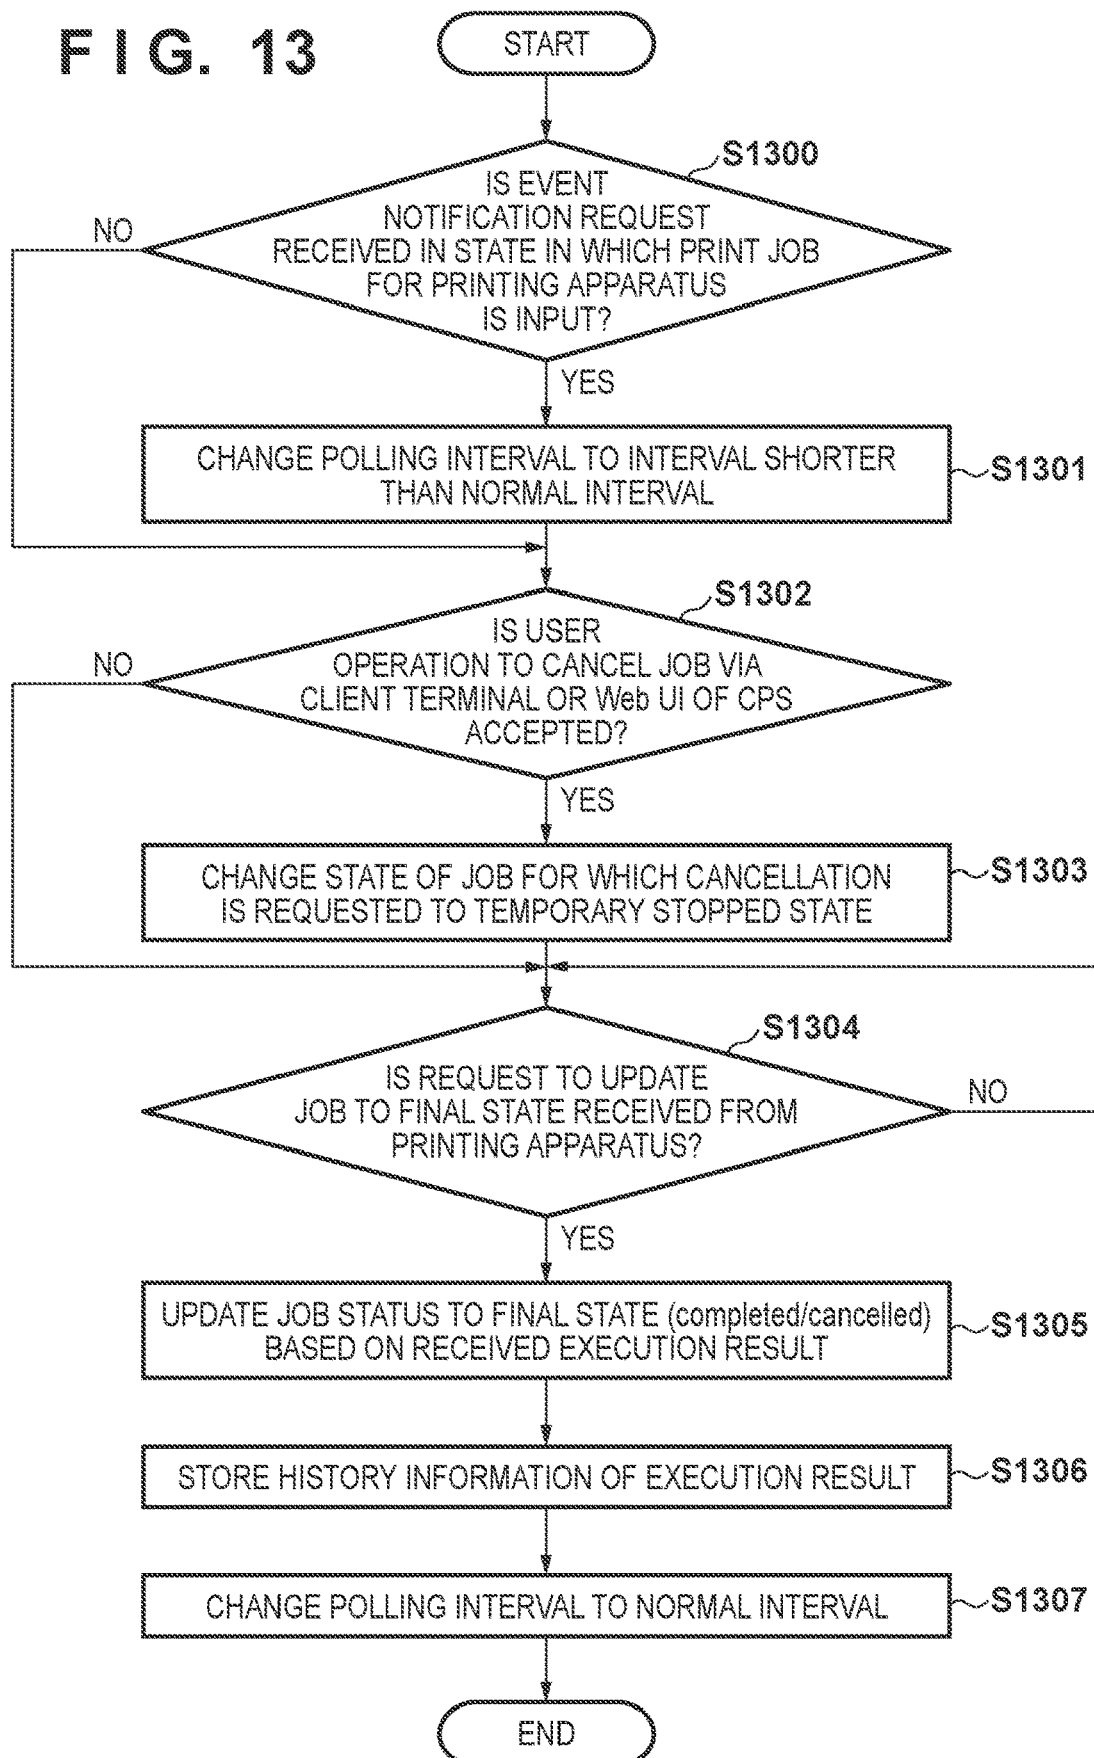 FIG. 13
START
S1300
IS EVENT
NOTIFICATION REQUEST
RECEIVED IN STATE IN WHICH PRINT JOB
FOR PRINTING APPARATUS
IS INPUT?
NO
YES
CHANGE POLLING INTERVAL TO INTERVAL SHORTER
THAN NORMAL INTERVAL
S1301
S1302
IS USER
OPERATION TO CANCEL JOB VIA
CLIENT TERMINAL OR Web UI OF CPS
ACCEPTED?
NO
YES
CHANGE STATE OF JOB FOR WHICH CANCELLATION
IS REQUESTED TO TEMPORARY STOPPED STATE
S1303
S1304
IS REQUEST TO UPDATE
JOB TO FINAL STATE RECEIVED FROM
PRINTING APPARATUS?
NO
YES
UPDATE JOB STATUS TO FINAL STATE (completed/cancelled)
BASED ON RECEIVED EXECUTION RESULT
S1305
STORE HISTORY INFORMATION OF EXECUTION RESULT
S1306
CHANGE POLLING INTERVAL TO NORMAL INTERVAL
S1307
END